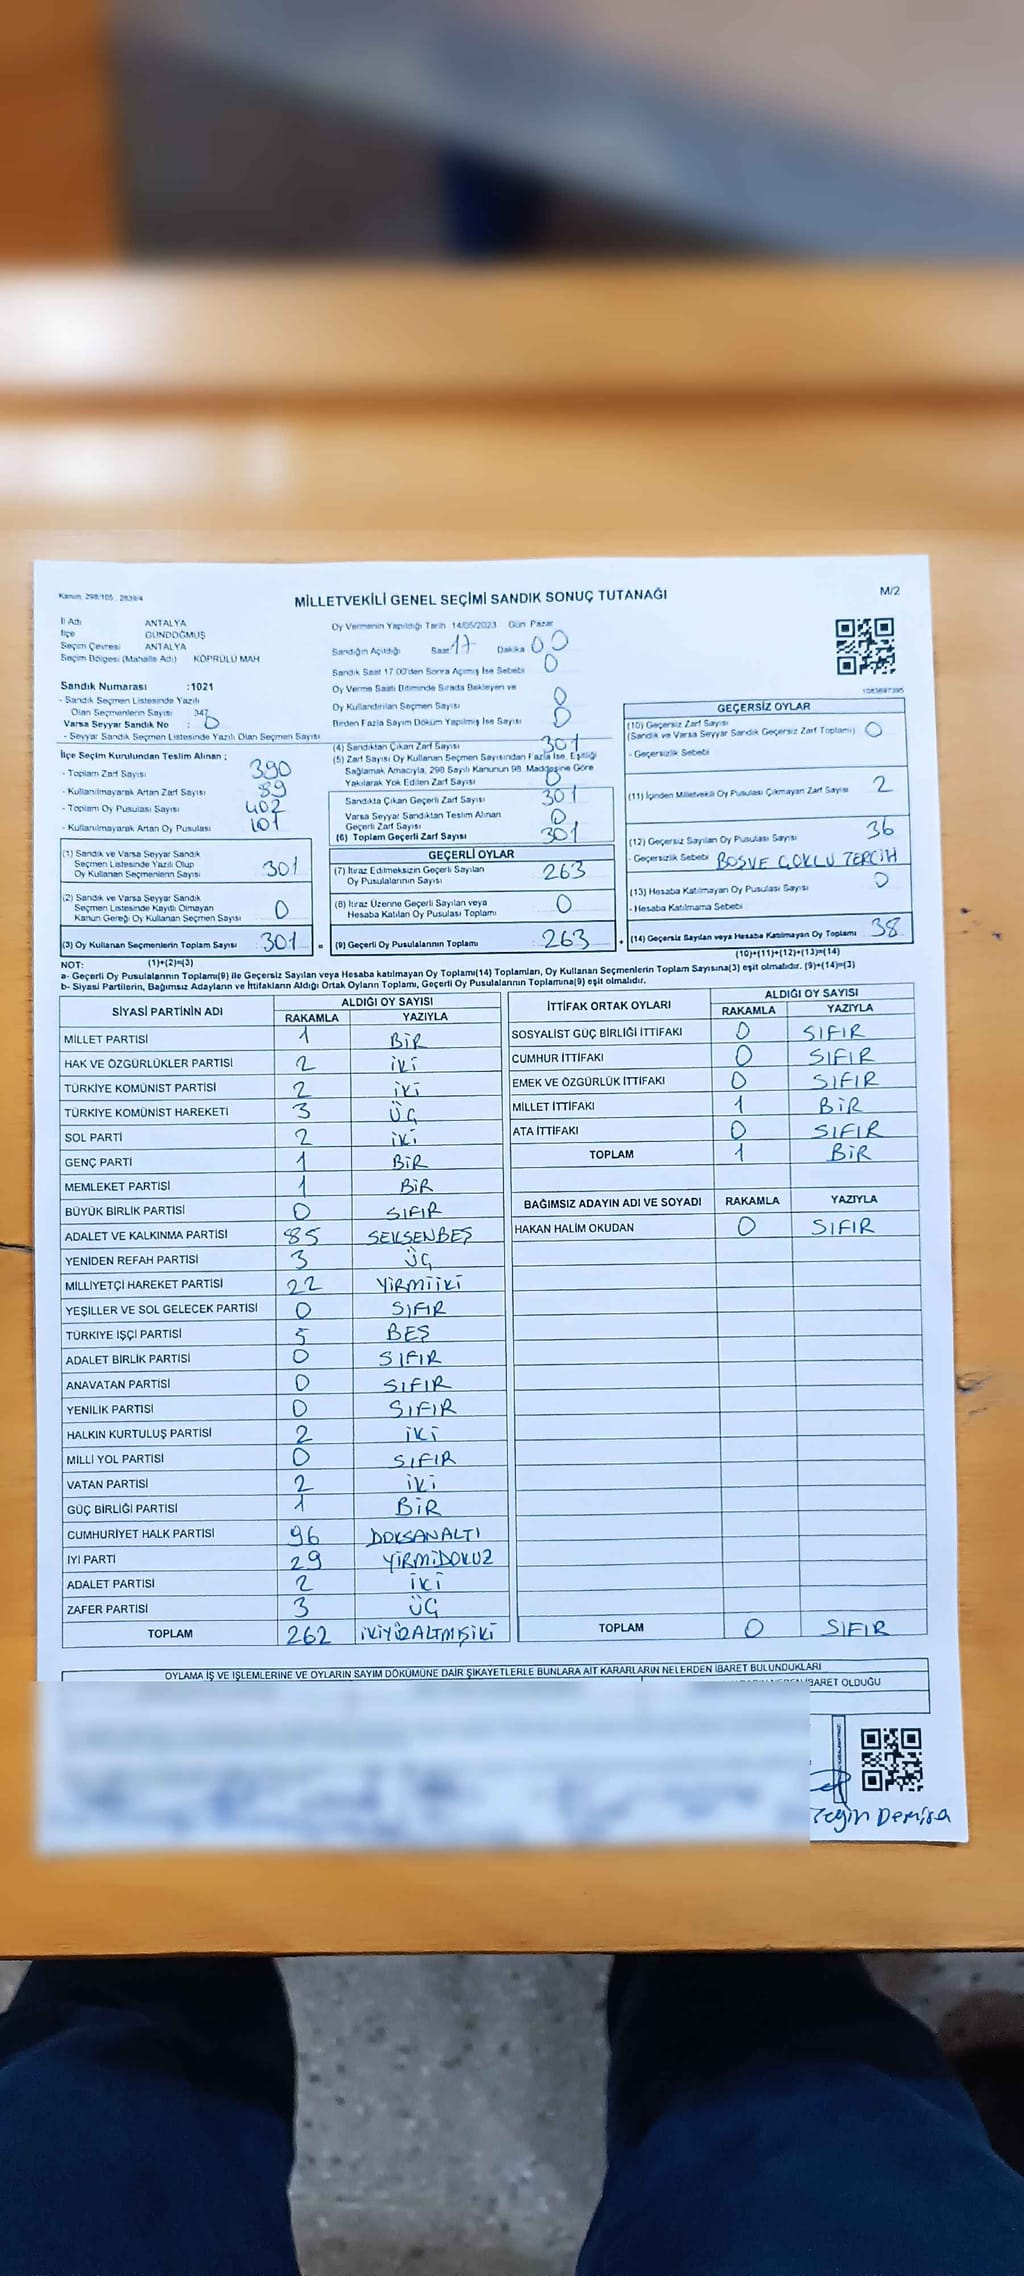 Kanun: 298/105 , 2839/4
MİLLETVEKİLİ GENEL SEÇİMİ SANDIK SONUÇ TUTANAĞI
M/2
İl Adı ANTALYA
İlçe GÜNDOĞMUŞ
Seçim Çevresi ANTALYA
Seçim Bölgesi (Mahalle Adı) KÖPRÜLÜ MAH
Sandık Numarası :1021
- Sandık Seçmen Listesinde Yazılı
Olan Seçmenlerin Sayısı 347
Varsa Seyyar Sandık No : 0
- Seyyar Sandık Seçmen Listesinde Yazılı Olan Seçmen Sayısı
Oy Vermenin Yapıldığı Tarih 14/05/2023 Gün Pazar
Sandığın Açıldığı Saat 17 Dakika 00
Sandık Saat 17.00'den Sonra Açımış İse Sebebi 0
Oy Verme Saati Bitiminde Sırada Bekleyen ve
Oy Kullandırılan Seçmen Sayısı 0
Birden Fazla Sayım Döküm Yapılmış İse Sayısı 0
1083697395
İlçe Seçim Kurulundan Teslim Alınan ;
- Toplam Zarf Sayısı 390
- Kullanılmayarak Artan Zarf Sayısı 89
- Toplam Oy Pusulası Sayısı 402
- Kullanılmayarak Artan Oy Pusulası 101
(4) Sandıktan Çıkan Zarf Sayısı 301
(5) Zarf Sayısı Oy Kullanan Seçmen Sayısından Fazla İse, Eşitliği
Sağlamak Amacıyla, 298 Sayılı Kanunun 98. Maddesine Göre
Yakılarak Yok Edilen Zarf Sayısı 0
Sandıkta Çıkan Geçerli Zarf Sayısı 301
Varsa Seyyar Sandıktan Teslim Alınan
Geçerli Zarf Sayısı 0
(6) Toplam Geçerli Zarf Sayısı 301
GEÇERSİZ OYLAR
(10) Geçersiz Zarf Sayısı
(Sandık ve Varsa Seyyar Sandık Geçersiz Zarf Toplamı) 0
- Geçersizlik Sebebi
(11) İçinden Milletvekili Oy Pusulası Çıkmayan Zarf Sayısı 2
(12) Geçersiz Sayılan Oy Pusulası Sayısı 36
- Geçersizlik Sebebi BOŞ VE ÇOKLU TERCİH
(13) Hesaba Katılmayan Oy Pusulası Sayısı 0
- Hesaba Katılmama Sebebi
(14) Geçersiz Sayılan veya Hesaba Katılmayan Oy Toplamı 38
(10)+(11)+(12)+(13)=(14)
(1) Sandık ve Varsa Seyyar Sandık
Seçmen Listesinde Yazılı Olup
Oy Kullanan Seçmenlerin Sayısı 301
(2) Sandık ve Varsa Seyyar Sandık
Seçmen Listesinde Kayıtlı Olmayan
Kanun Gereği Oy Kullanan Seçmen Sayısı 0
(3) Oy Kullanan Seçmenlerin Toplam Sayısı 301 =
(1)+(2)=(3)
GEÇERLİ OYLAR
(7) İtiraz Edilmeksizin Geçerli Sayılan
Oy Pusulalarının Sayısı 263
(8) İtiraz Üzerine Geçerli Sayılan veya
Hesaba Katılan Oy Pusulası Toplamı 0
(9) Geçerli Oy Pusulalarının Toplamı 263 +
NOT:
a- Geçerli Oy Pusulalarının Toplamı(9) ile Geçersiz Sayılan veya Hesaba katılmayan Oy Toplamı(14) Toplamları, Oy Kullanan Seçmenlerin Toplam Sayısına(3) eşit olmalıdır. (9)+(14)=(3)
b- Siyasi Partilerin, Bağımsız Adayların ve İttifakların Aldığı Ortak Oyların Toplamı, Geçerli Oy Pusulalarının Toplamına(9) eşit olmalıdır.
SİYASİ PARTİNİN ADI ALDIĞI OY SAYISI
RAKAMLA YAZIYLA
MİLLET PARTİSİ 1 BİR
HAK VE ÖZGÜRLÜKLER PARTİSİ 2 İKİ
TÜRKİYE KOMÜNİST PARTİSİ 2 İKİ
TÜRKİYE KOMÜNİST HAREKETİ 3 ÜÇ
SOL PARTİ 2 İKİ
GENÇ PARTİ 1 BİR
MEMLEKET PARTİSİ 1 BİR
BÜYÜK BİRLİK PARTİSİ 0 SIFIR
ADALET VE KALKINMA PARTİSİ 85 SEKSENBEŞ
YENİDEN REFAH PARTİSİ 3 ÜÇ
MİLLİYETÇİ HAREKET PARTİSİ 22 YİRMİİKİ
YEŞİLLER VE SOL GELECEK PARTİSİ 0 SIFIR
TÜRKİYE İŞÇİ PARTİSİ 5 BEŞ
ADALET BİRLİK PARTİSİ 0 SIFIR
ANAVATAN PARTİSİ 0 SIFIR
YENİLİK PARTİSİ 0 SIFIR
HALKIN KURTULUŞ PARTİSİ 2 İKİ
MİLLİ YOL PARTİSİ 0 SIFIR
VATAN PARTİSİ 2 İKİ
GÜÇ BİRLİĞİ PARTİSİ 1 BİR
CUMHURİYET HALK PARTİSİ 96 DOKSANALTI
İYİ PARTİ 29 YİRMİDOKUZ
ADALET PARTİSİ 2 İKİ
ZAFER PARTİSİ 3 ÜÇ
TOPLAM 262 İKİYÜZALTMIŞİKİ
İTTİFAK ORTAK OYLARI ALDIĞI OY SAYISI
RAKAMLA YAZIYLA
SOSYALİST GÜÇ BİRLİĞİ İTTİFAKI 0 SIFIR
CUMHUR İTTİFAKI 0 SIFIR
EMEK VE ÖZGÜRLÜK İTTİFAKI 0 SIFIR
MİLLET İTTİFAKI 1 BİR
ATA İTTİFAKI 0 SIFIR
TOPLAM 1 BİR
BAĞIMSIZ ADAYIN ADI VE SOYADI RAKAMLA YAZIYLA
HAKAN HALİM OKUDAN 0 SIFIR
TOPLAM 0 SIFIR
OYLAMA İŞ VE İŞLEMLERİNE VE OYLARIN SAYIM DÖKÜMÜNE DAİR ŞİKAYETLERLE BUNLARA AİT KARARLARIN NELERDEN İBARET BULUNDUKLARI
İBARET OLDUĞU